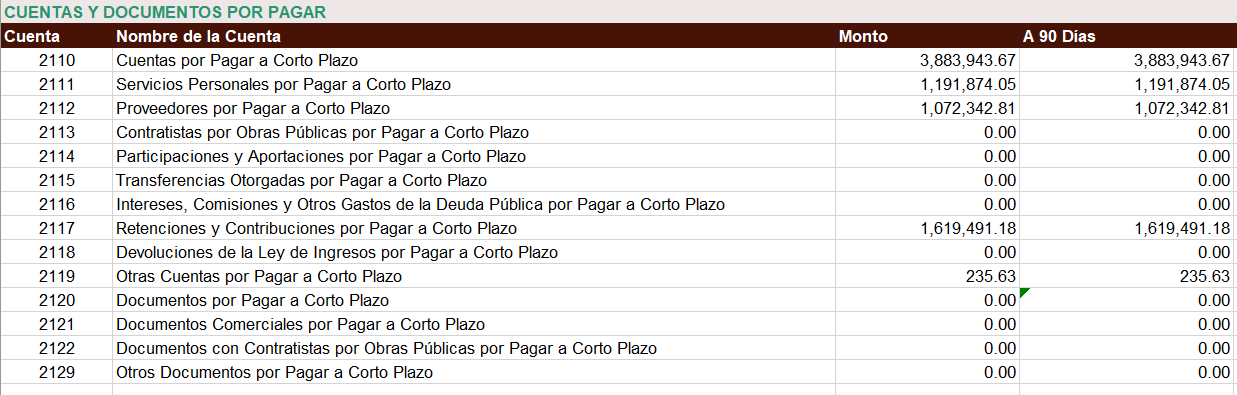 CUENTAS Y DOCUMENTOS POR PAGAR
Cuenta Nombre de la Cuenta Monto A 90 Días
2110 Cuentas por Pagar a Corto Plazo 3,883,943.67 3,883,943.67
2111 Servicios Personales por Pagar a Corto Plazo 1,191,874.05 1,191,874.05
2112 Proveedores por Pagar a Corto Plazo 1,072,342.81 1,072,342.81
2113 Contratistas por Obras Públicas por Pagar a Corto Plazo 0.00 0.00
2114 Participaciones y Aportaciones por Pagar a Corto Plazo 0.00 0.00
2115 Transferencias Otorgadas por Pagar a Corto Plazo 0.00 0.00
2116 Intereses, Comisiones y Otros Gastos de la Deuda Pública por Pagar a Corto Plazo 0.00 0.00
2117 Retenciones y Contribuciones por Pagar a Corto Plazo 1,619,491.18 1,619,491.18
2118 Devoluciones de la Ley de Ingresos por Pagar a Corto Plazo 0.00 0.00
2119 Otras Cuentas por Pagar a Corto Plazo 235.63 235.63
2120 Documentos por Pagar a Corto Plazo 0.00 0.00
2121 Documentos Comerciales por Pagar a Corto Plazo 0.00 0.00
2122 Documentos con Contratistas por Obras Públicas por Pagar a Corto Plazo 0.00 0.00
2129 Otros Documentos por Pagar a Corto Plazo 0.00 0.00